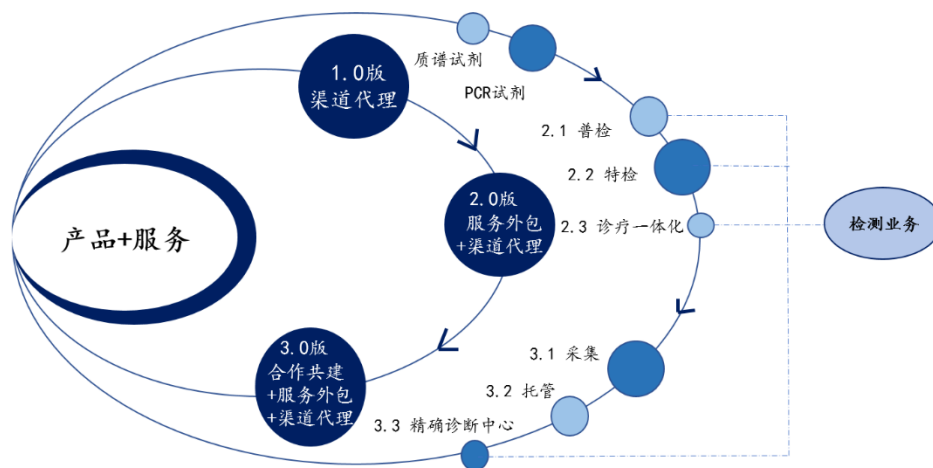 质谱试剂
PCR试剂
1.0版
渠道代理
2.1 普检
2.2 特检
2.0版
服务外包
+渠道代理
2.3 诊疗一体化
检测业务
产品+服务
3.0版
合作共建
+服务外包
+渠道代理
3.1 采集
3.2 托管
3.3 精确诊断中心